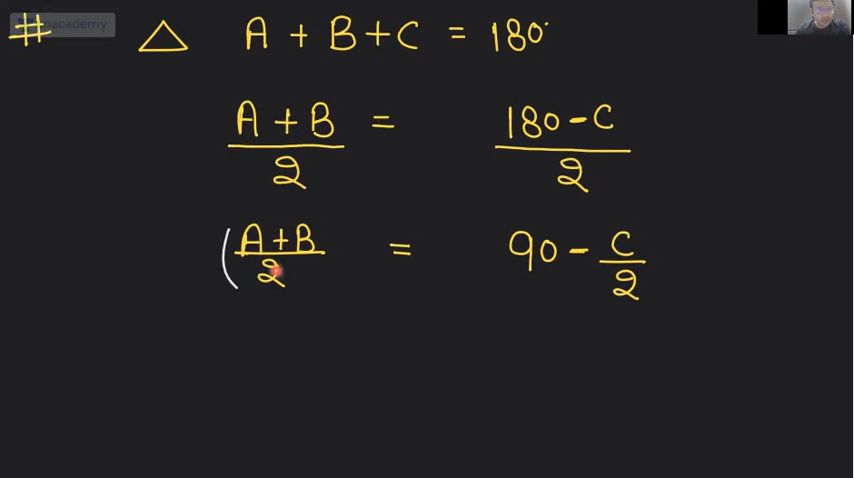 # △ A + B + C = 180°
A + B / 2 = 180 - C / 2
( A + B / 2 = 90 - C / 2